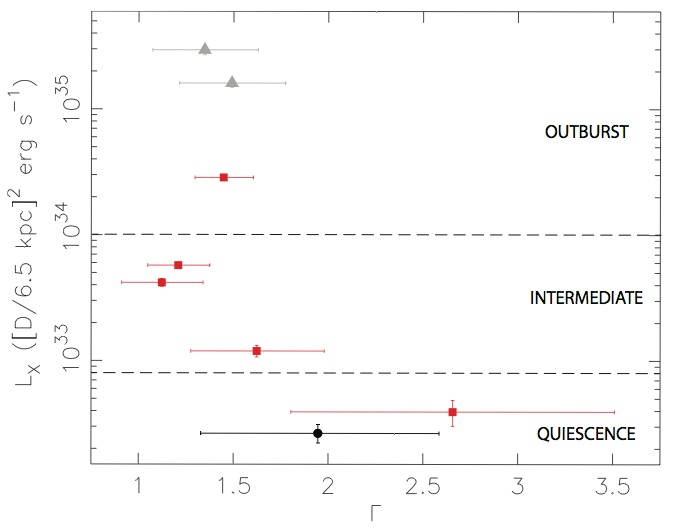 10^35
OUTBURST
10^34
INTERMEDIATE
10^33
QUIESCENCE
L_X ([D/6.5 kpc]^2 erg s^-1)
1 1.5 2 2.5 3 3.5
Γ